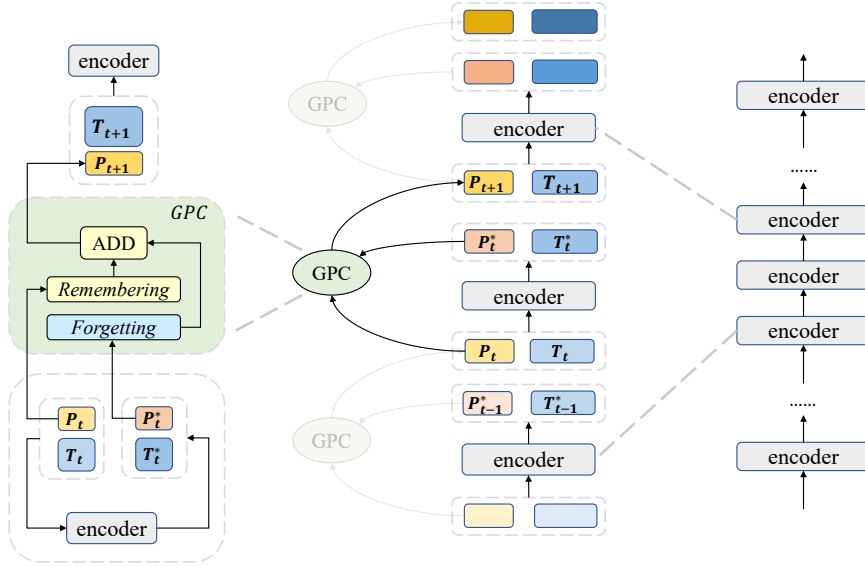 encoder
T_{t+1}
P_{t+1}
GPC
ADD
Remembering
Forgetting
P_t
P_t^*
T_t
T_t^*
encoder
GPC
encoder
P_{t+1} T_{t+1}
P_t^* T_t^*
GPC
encoder
P_t T_t
P_{t-1}^* T_{t-1}^*
GPC
encoder
encoder
......
encoder
encoder
encoder
......
encoder